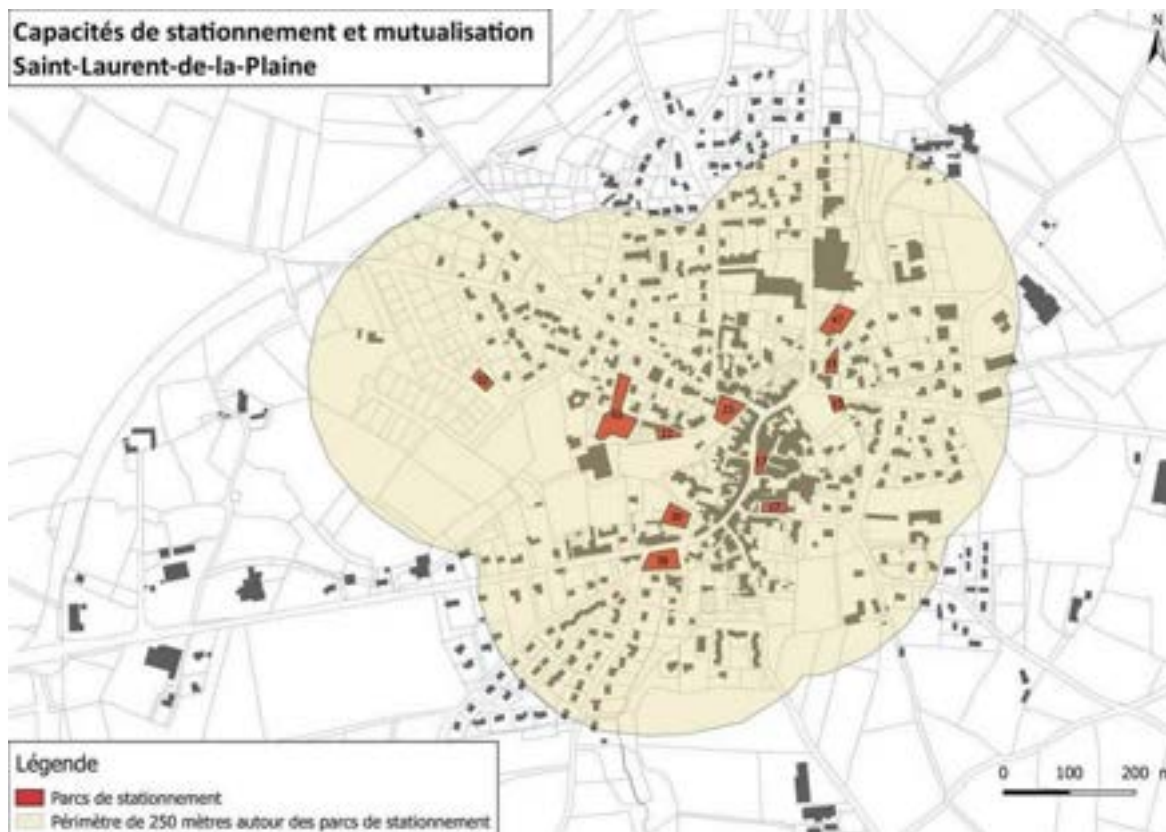 Capacités de stationnement et mutualisation
Saint-Laurent-de-la-Plaine
N
Légende
Parcs de stationnement
Périmètre de 250 mètres autour des parcs de stationnement
0 100 200 m